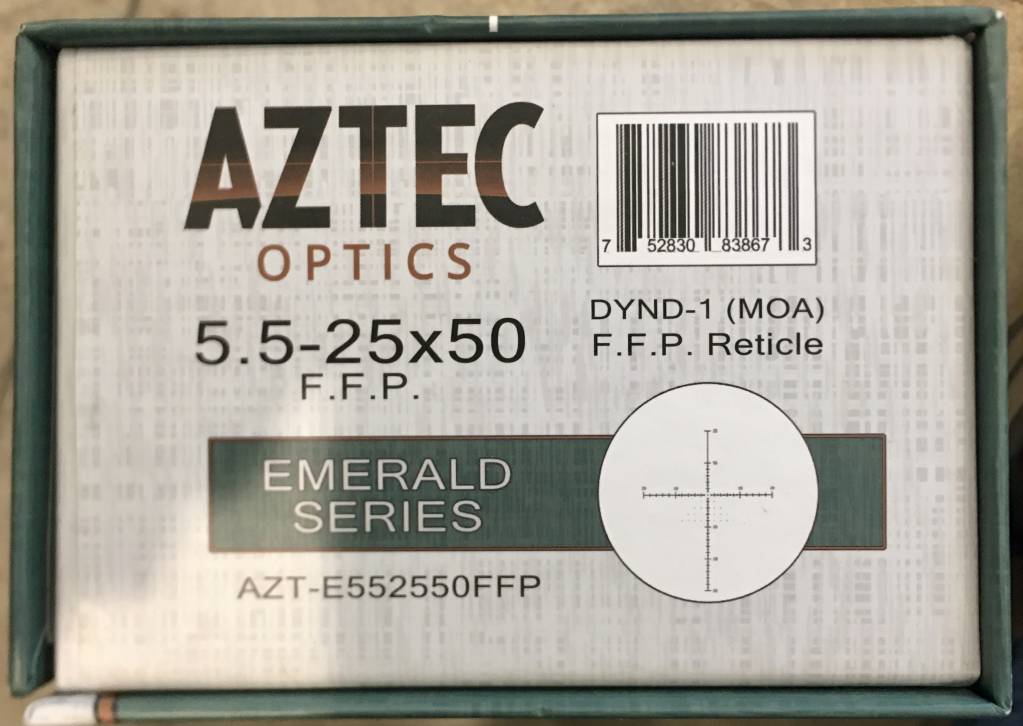 AZTEC
OPTICS
5.5-25x50
F.F.P.
7 52830 83867 3
DYND-1 (MOA)
F.F.P. Reticle
EMERALD
SERIES
AZT-E552550FFP